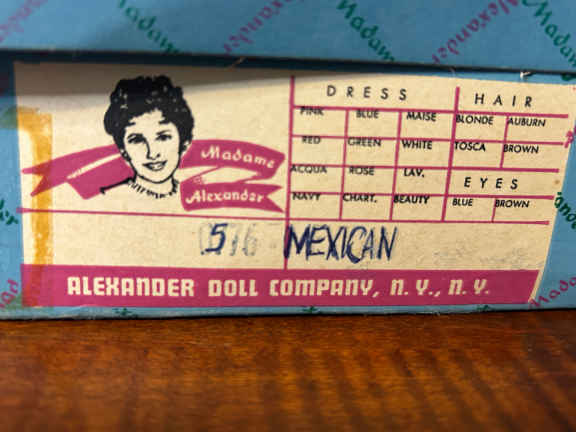 Madame
Alexander
Madame
DRESS HAIR
PINK BLUE MAISE BLONDE AUBURN
RED GREEN WHITE TOSCA BROWN
ACQUA ROSE LAV. EYES
NAVY CHART. BEAUTY BLUE BROWN
Madame
Alexander
576 MEXICAN
ALEXANDER DOLL COMPANY, N.Y., N.Y.